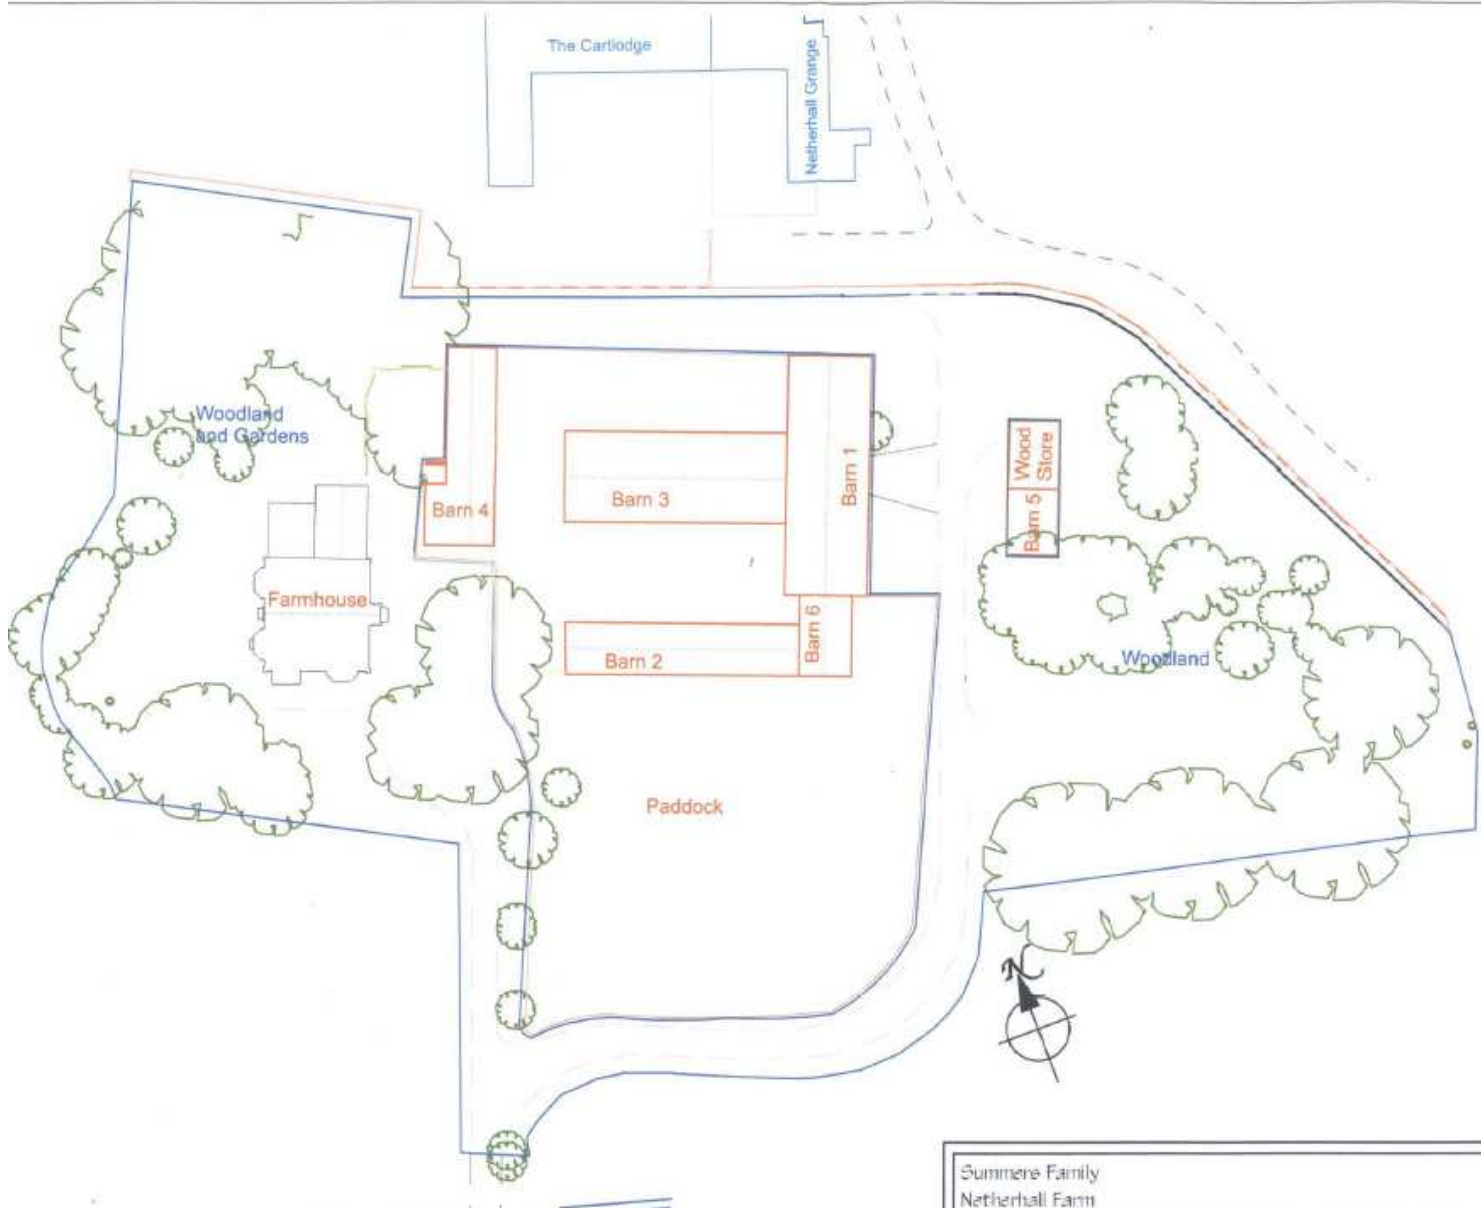 The Cartlodge
Netherhall Grange
Woodland
and Gardens
Wood
Store
Barn 1
Barn 3
Barn 4
Barn 5
Farmhouse
Barn 6
Barn 2
Woodland
Paddock
N
Summers Family
Netherhall Farm